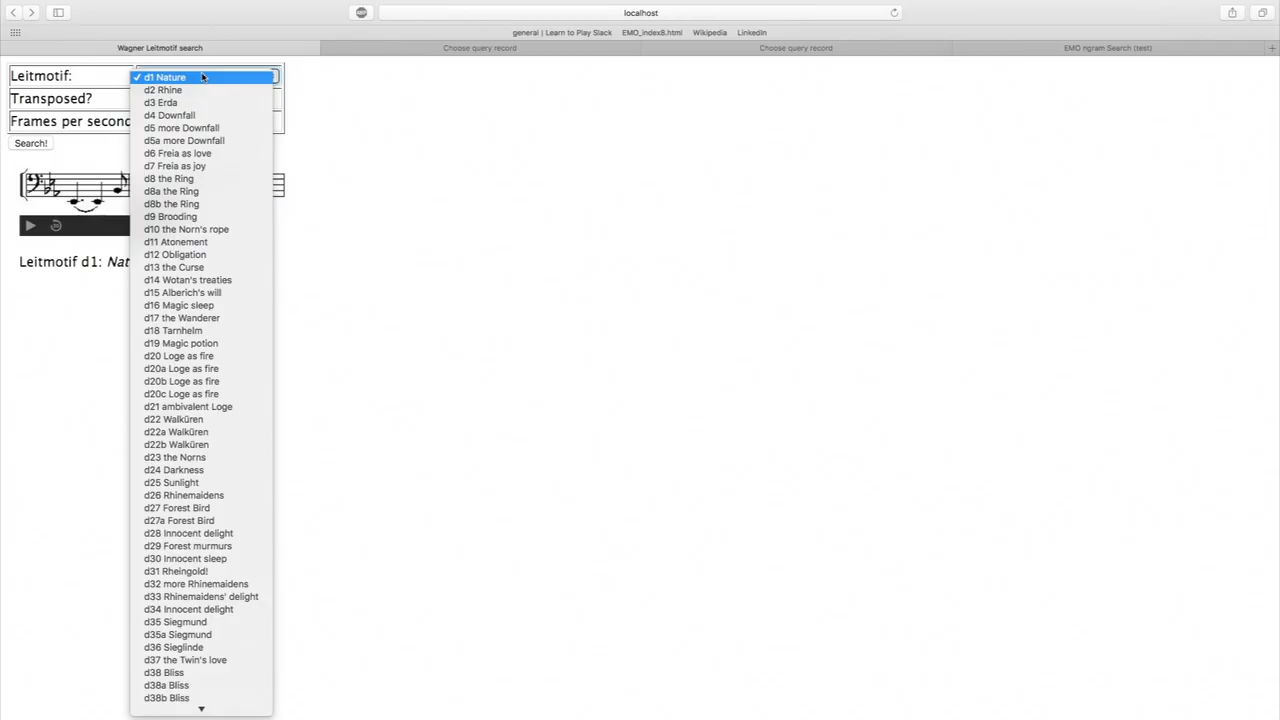 localhost
general | Learn to Play Slack EMO_index8.html Wikipedia LinkedIn
Wagner Leitmotif search Choose query record Choose query record EMO ngram Search (test)
Leitmotif:
Transposed?
Frames per secon
Search!
Leitmotif d1: Na
✓ d1 Nature
d2 Rhine
d3 Erda
d4 Downfall
d5 more Downfall
d5a more Downfall
d6 Freia as love
d7 Freia as joy
d8 the Ring
d8a the Ring
d8b the Ring
d9 Brooding
d10 the Norn's rope
d11 Atonement
d12 Obligation
d13 the Curse
d14 Wotan's treaties
d15 Alberich's will
d16 Magic sleep
d17 the Wanderer
d18 Tarnhelm
d19 Magic potion
d20 Loge as fire
d20a Loge as fire
d20b Loge as fire
d20c Loge as fire
d21 ambivalent Loge
d22 Walküren
d22a Walküren
d22b Walküren
d23 the Norns
d24 Darkness
d25 Sunlight
d26 Rhinemaidens
d27 Forest Bird
d27a Forest Bird
d28 Innocent delight
d29 Forest murmurs
d30 Innocent sleep
d31 Rheingold!
d32 more Rhinemaidens
d33 Rhinemaidens' delight
d34 Innocent delight
d35 Siegmund
d35a Siegmund
d36 Sieglinde
d37 the Twin's love
d38 Bliss
d38a Bliss
d38b Bliss